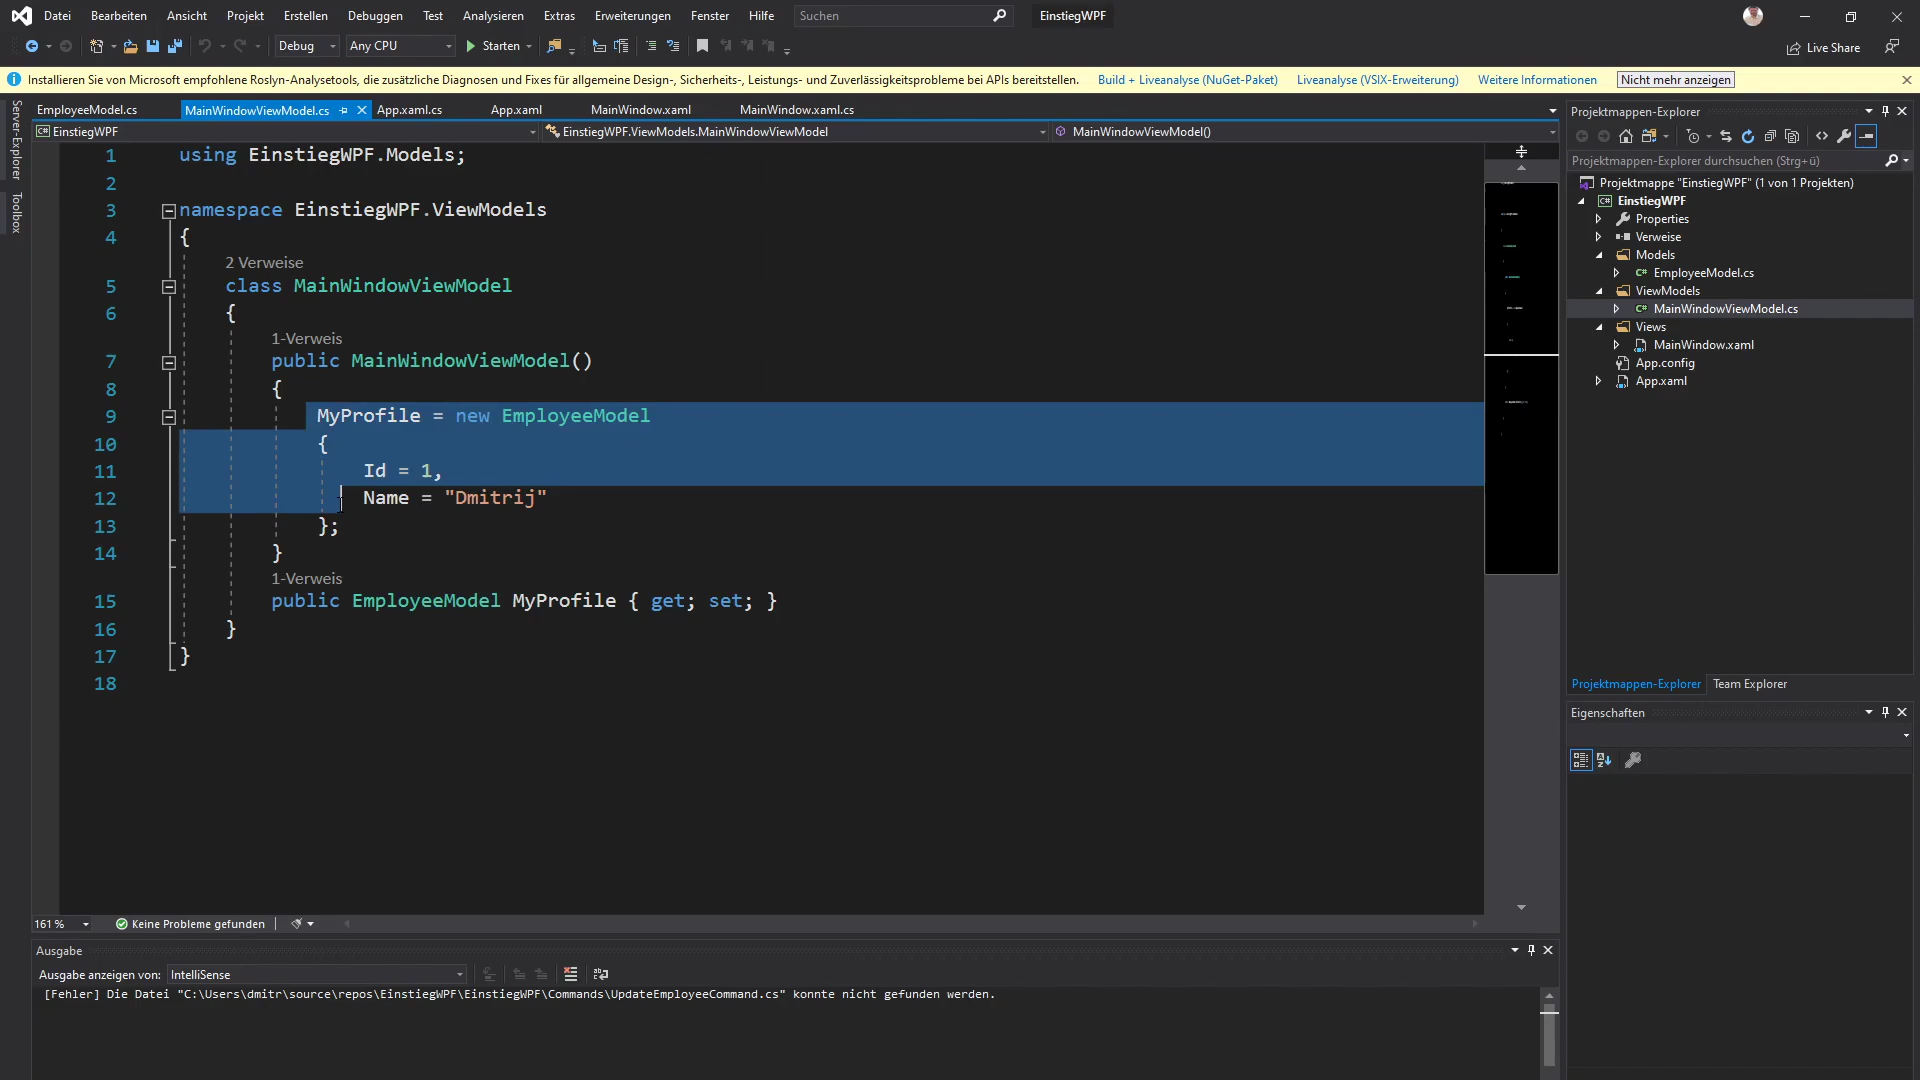 Datei Bearbeiten Ansicht Projekt Erstellen Debuggen Test Analysieren Extras Erweiterungen Fenster Hilfe Suchen EinstiegWPF
Debug Any CPU Starten Live Share
Installieren Sie von Microsoft empfohlene Roslyn-Analysetools, die zusätzliche Diagnosen und Fixes für allgemeine Design-, Sicherheits-, Leistungs- und Zuverlässigkeitsprobleme bei APIs bereitstellen. Build + Liveanalyse (NuGet-Paket) Liveanalyse (VSIX-Erweiterung) Weitere Informationen Nicht mehr anzeigen
Server-Explorer
Toolbox
EmployeeModel.cs MainWindowViewModel.cs App.xaml.cs App.xaml MainWindow.xaml MainWindow.xaml.cs
C# EinstiegWPF EinstiegWPF.ViewModels.MainWindowViewModel MainWindowViewModel()
1 using EinstiegWPF.Models;
2
3 namespace EinstiegWPF.ViewModels
4 {
2 Verweise
5 class MainWindowViewModel
6 {
1-Verweis
7 public MainWindowViewModel()
8 {
9 MyProfile = new EmployeeModel
10 {
11 Id = 1,
12 Name = "Dmitrij"
13 };
14 }
1-Verweis
15 public EmployeeModel MyProfile { get; set; }
16 }
17 }
18
161 % Keine Probleme gefunden
Ausgabe
Ausgabe anzeigen von: IntelliSense
[Fehler] Die Datei "C:\Users\dmitr\source\repos\EinstiegWPF\EinstiegWPF\Commands\UpdateEmployeeCommand.cs" konnte nicht gefunden werden.
Projektmappen-Explorer
Projektmappen-Explorer durchsuchen (Strg+ü)
Projektmappe "EinstiegWPF" (1 von 1 Projekten)
C# EinstiegWPF
Properties
Verweise
Models
C# EmployeeModel.cs
ViewModels
C# MainWindowViewModel.cs
Views
MainWindow.xaml
App.config
App.xaml
Projektmappen-Explorer Team Explorer
Eigenschaften